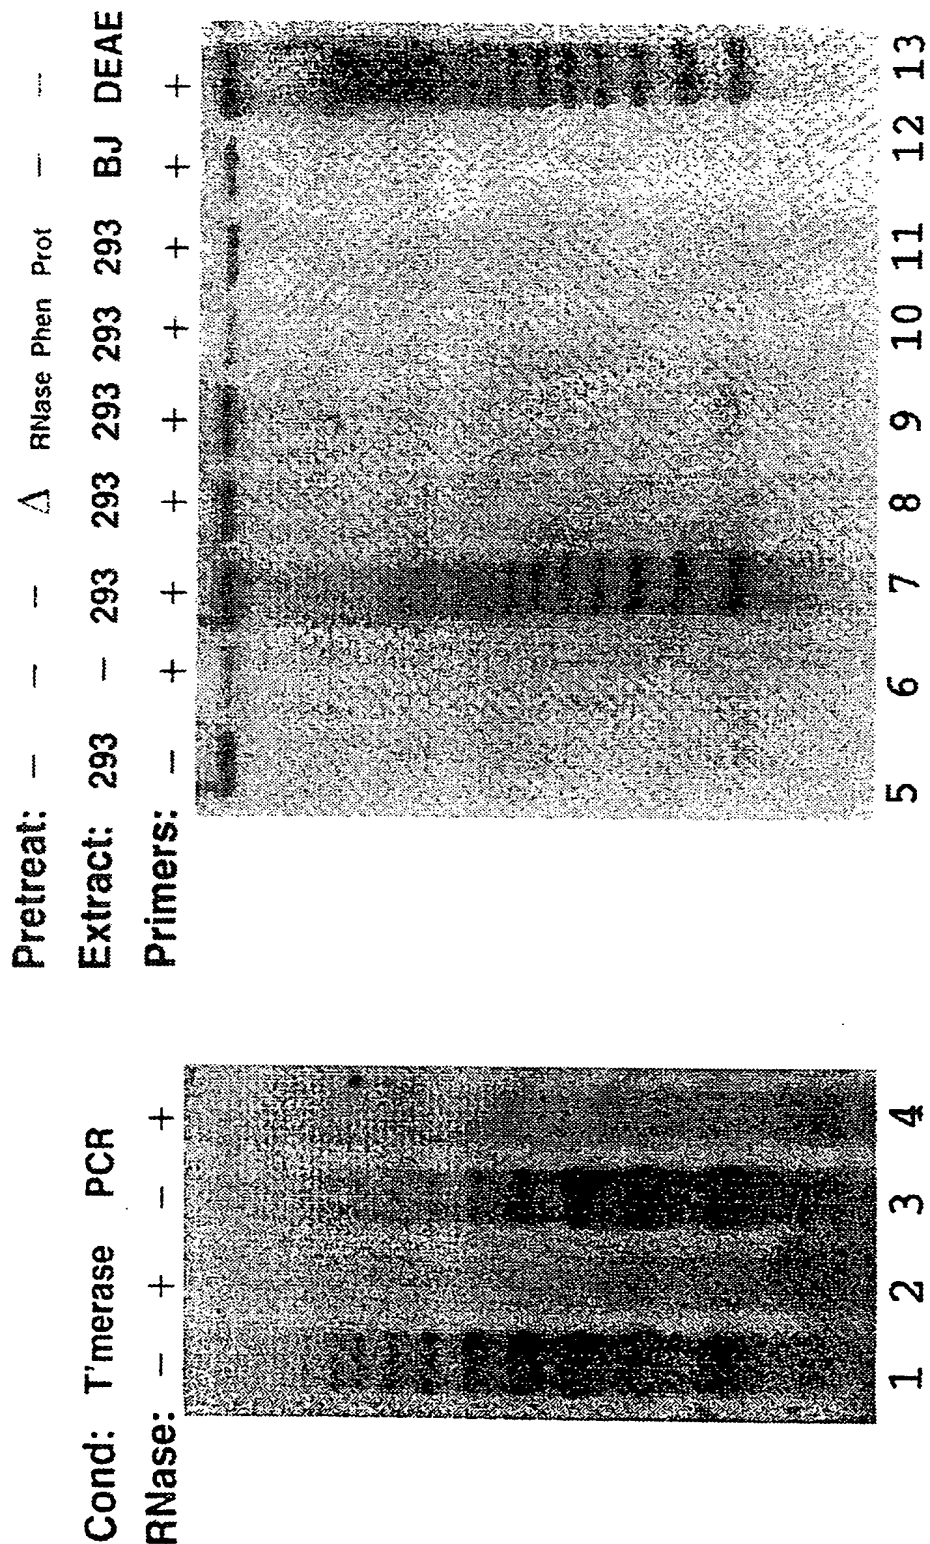 Cond: T'merase PCR
RNase: − + − +
1 2 3 4
Pretreat: − − − Δ RNase Phen Prot − −
Extract: 293 − 293 293 293 293 293 BJ DEAE
Primers: − + + + + + + + +
5 6 7 8 9 10 11 12 13